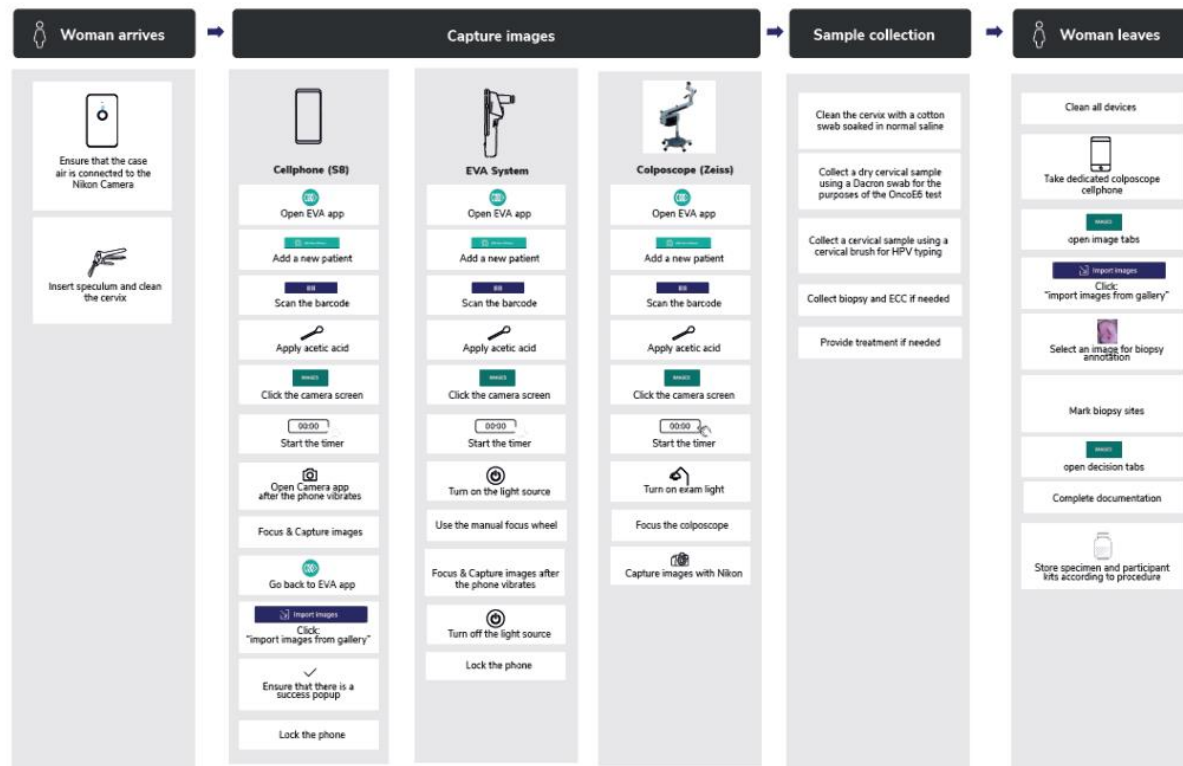 Woman arrives
Capture images
Sample collection
Woman leaves
Ensure that the case
air is connected to the
Nikon Camera
Insert speculum and clean
the cervix
Cellphone (S8)
Open EVA app
Add a new patient
Scan the barcode
Apply acetic acid
IMAGES
Click the camera screen
00:00
Start the timer
Open Camera app
after the phone vibrates
Focus & Capture images
Go back to EVA app
Import images
Click:
"import images from gallery"
Ensure that there is a
success popup
Lock the phone
EVA System
Open EVA app
Add a new patient
Scan the barcode
Apply acetic acid
IMAGES
Click the camera screen
00:00
Start the timer
Turn on the light source
Use the manual focus wheel
Focus & Capture images after
the phone vibrates
Turn off the light source
Lock the phone
Colposcope (Zeiss)
Open EVA app
Add a new patient
Scan the barcode
Apply acetic acid
IMAGES
Click the camera screen
00:00
Start the timer
Turn on exam light
Focus the colposcope
Capture images with Nikon
Clean the cervix with a cotton
swab soaked in normal saline
Collect a dry cervical sample
using a Dacron swab for the
purposes of the OncoE6 test
Collect a cervical sample using a
cervical brush for HPV typing
Collect biopsy and ECC if needed
Provide treatment if needed
Clean all devices
Take dedicated colposcope
cellphone
IMAGES
open image tabs
Import images
Click:
"import images from gallery"
Select an image for biopsy
annotation
Mark biopsy sites
IMAGES
open decision tabs
Complete documentation
Store specimen and participant
kits according to procedure